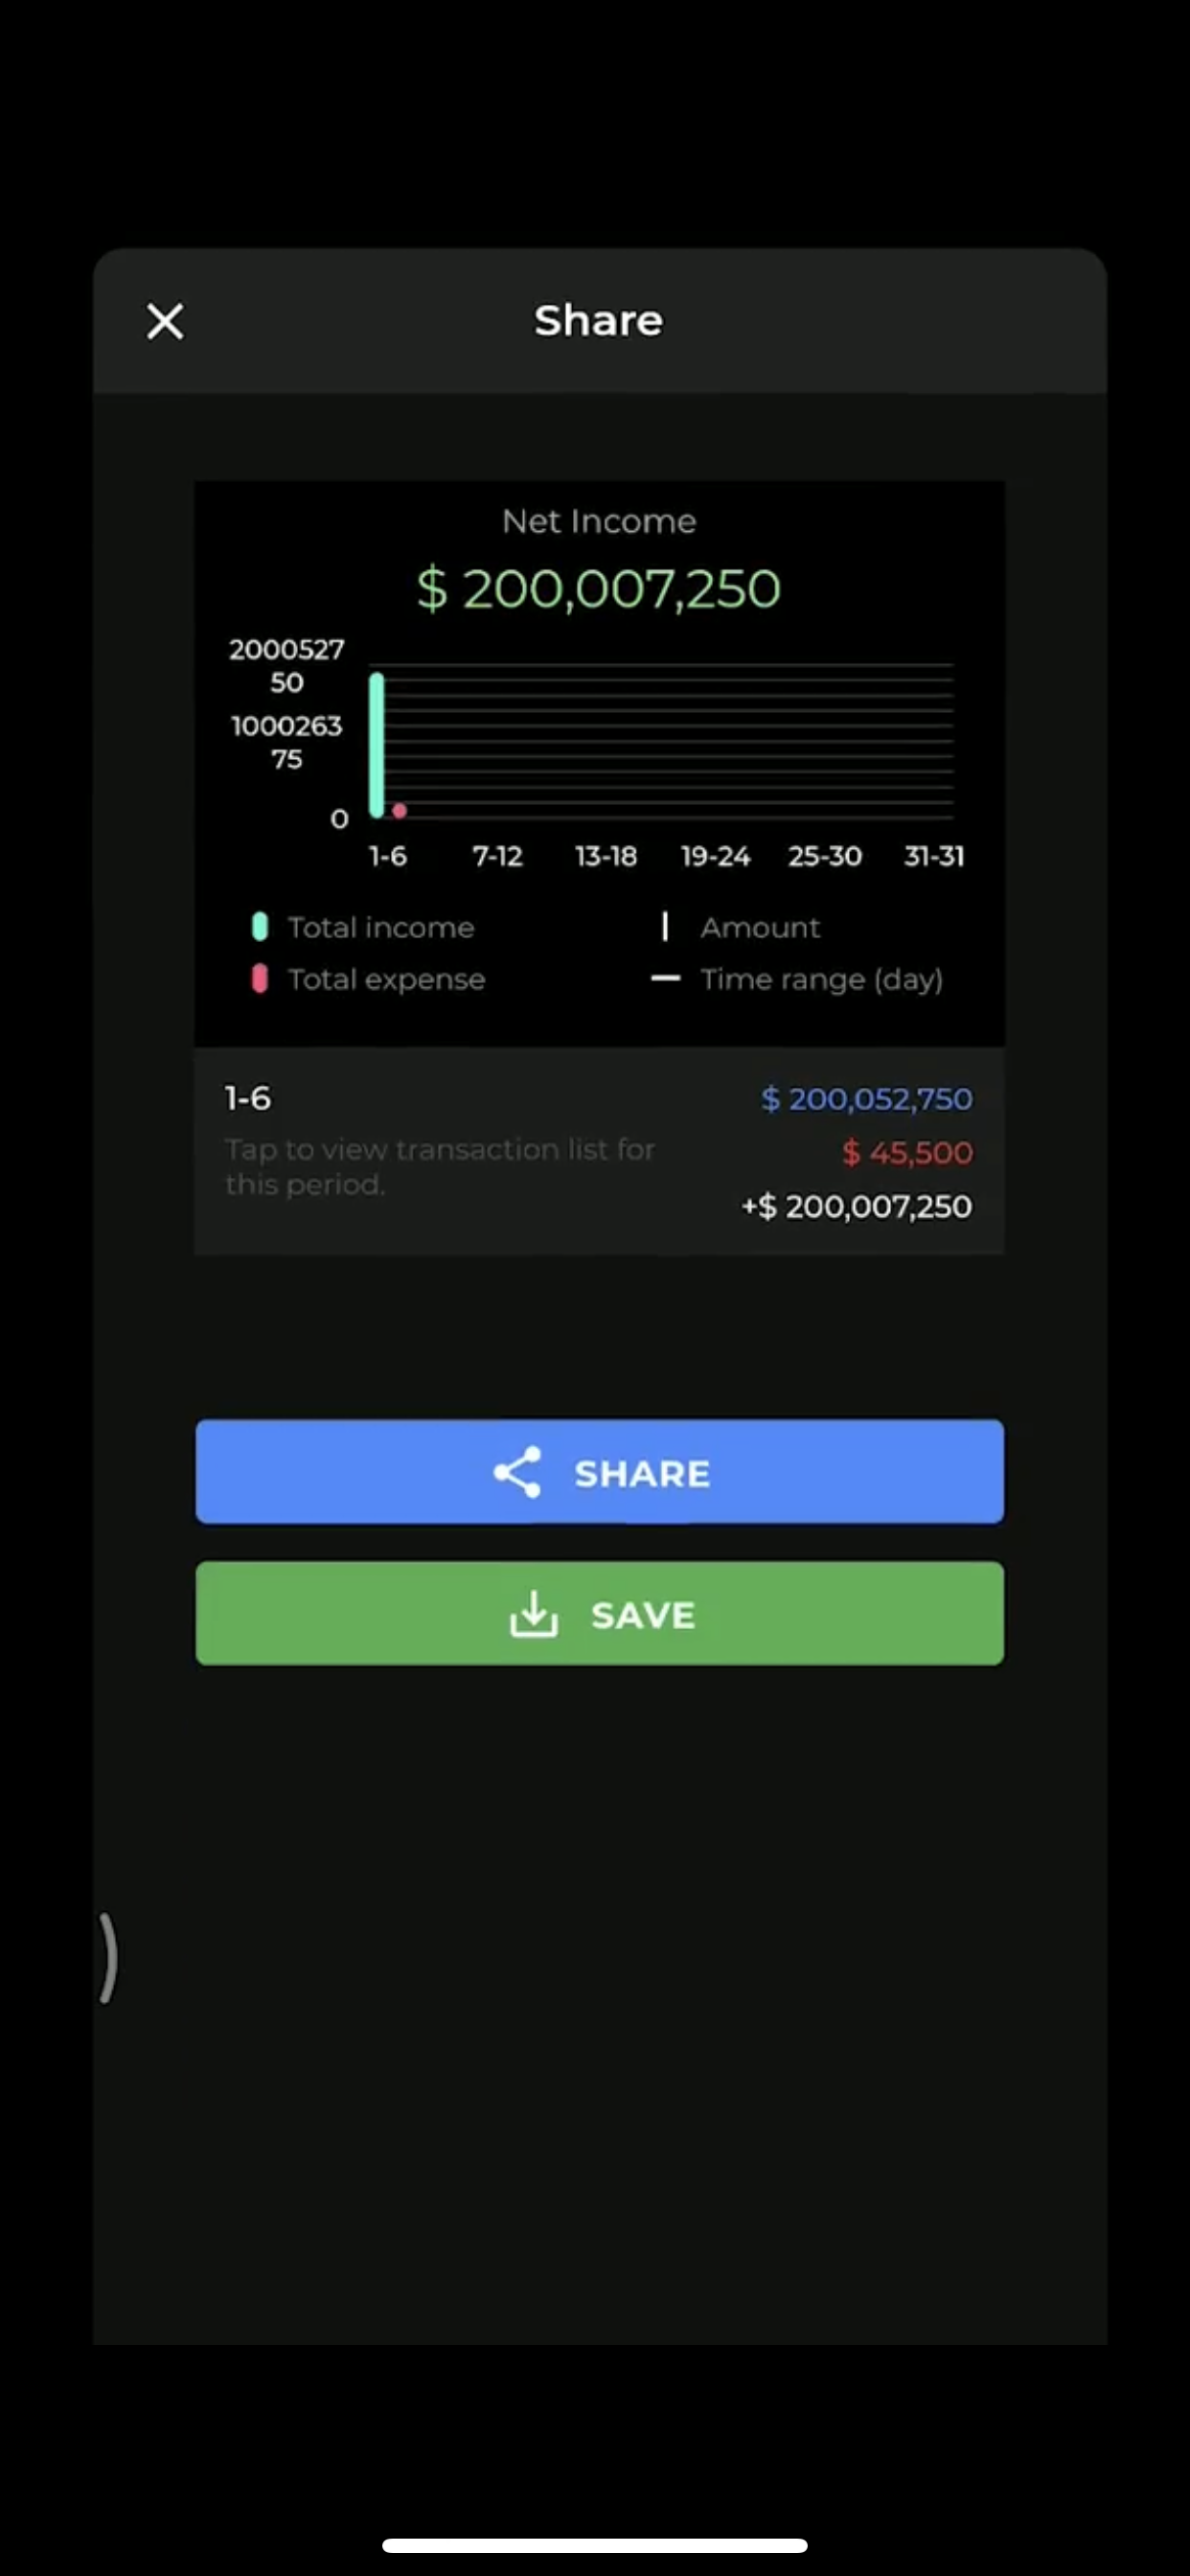 Share
Net Income
$ 200,007,250
2000527
50
1000263
75
0
1-6 7-12 13-18 19-24 25-30 31-31
Total income
Amount
Total expense
Time range (day)
1-6
$ 200,052,750
Tap to view transaction list for
this period.
$ 45,500
+$ 200,007,250
SHARE
SAVE